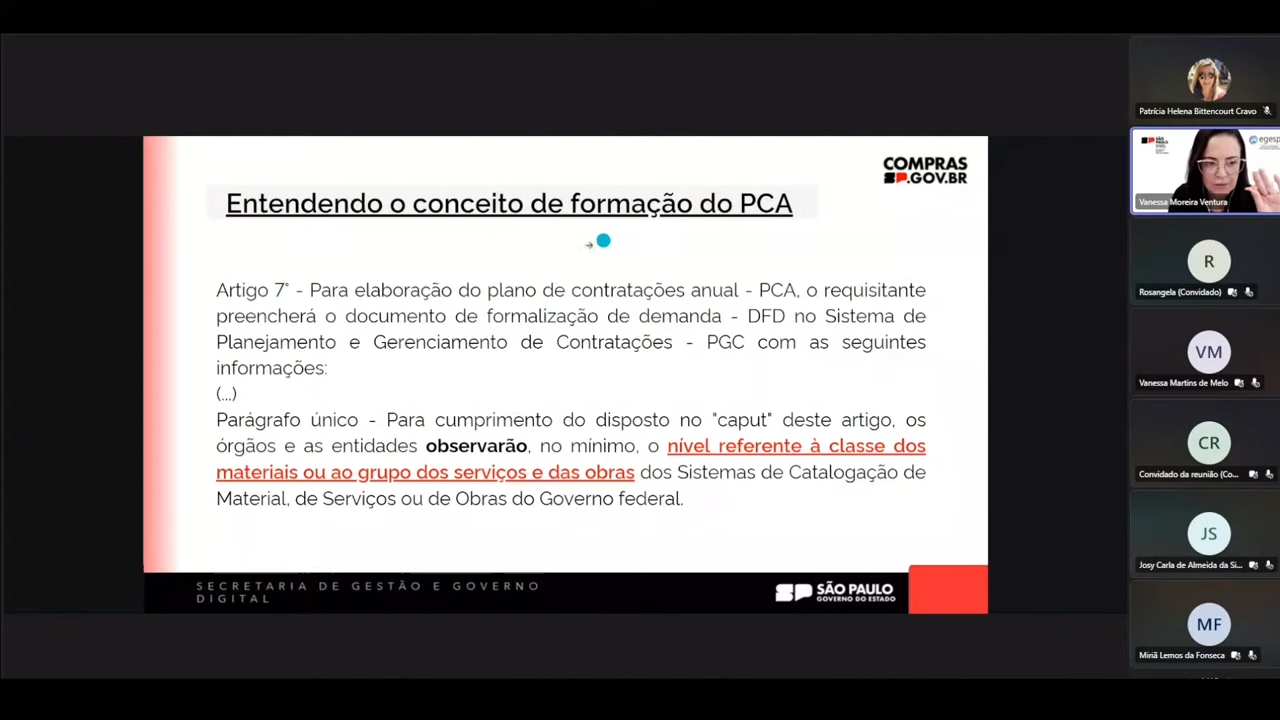 COMPRAS
SP.GOV.BR
Entendendo o conceito de formação do PCA
Artigo 7° - Para elaboração do plano de contratações anual - PCA, o requisitante
preencherá o documento de formalização de demanda - DFD no Sistema de
Planejamento e Gerenciamento de Contratações - PGC com as seguintes
informações:
(...)
Parágrafo único - Para cumprimento do disposto no "caput" deste artigo, os
órgãos e as entidades observarão, no mínimo, o nível referente à classe dos
materiais ou ao grupo dos serviços e das obras dos Sistemas de Catalogação de
Material, de Serviços ou de Obras do Governo federal.
SECRETARIA DE GESTÃO E GOVERNO
DIGITAL
SP SÃO PAULO
GOVERNO DO ESTADO
Patrícia Helena Bittencourt Cravo
SÃO
PAULO
egesp
Vanessa Moreira Ventura
R
Rosangela (Convidado)
VM
Vanessa Martins de Melo
CR
Convidado da reunião (Co...
JS
Josy Carla de Almeida da Si...
MF
Miriã Lemos da Fonseca